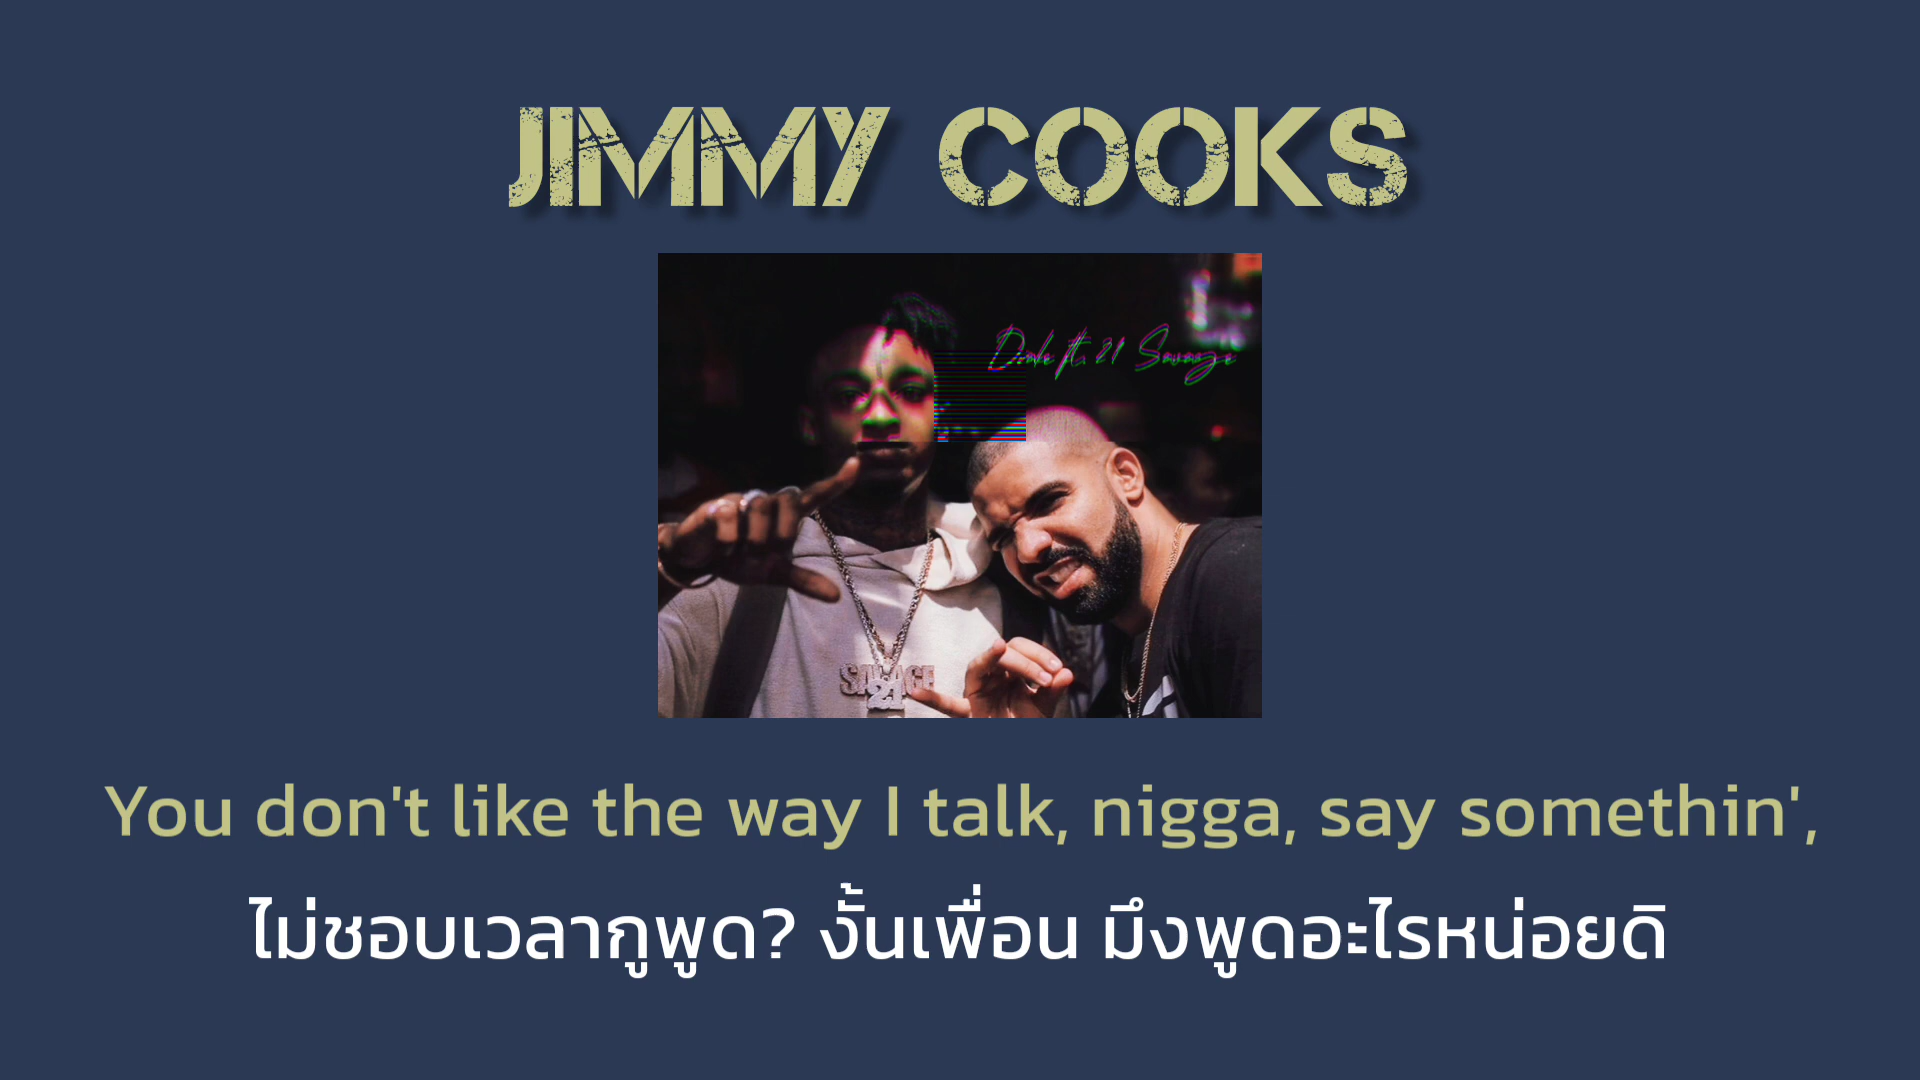 JIMMY COOKS
Drake ft. 21 Savage
SAVAGE
21
You don't like the way I talk, nigga, say somethin',
ไม่ชอบเวลากูพูด? งั้นเพื่อน มึงพูดอะไรหน่อยดิ